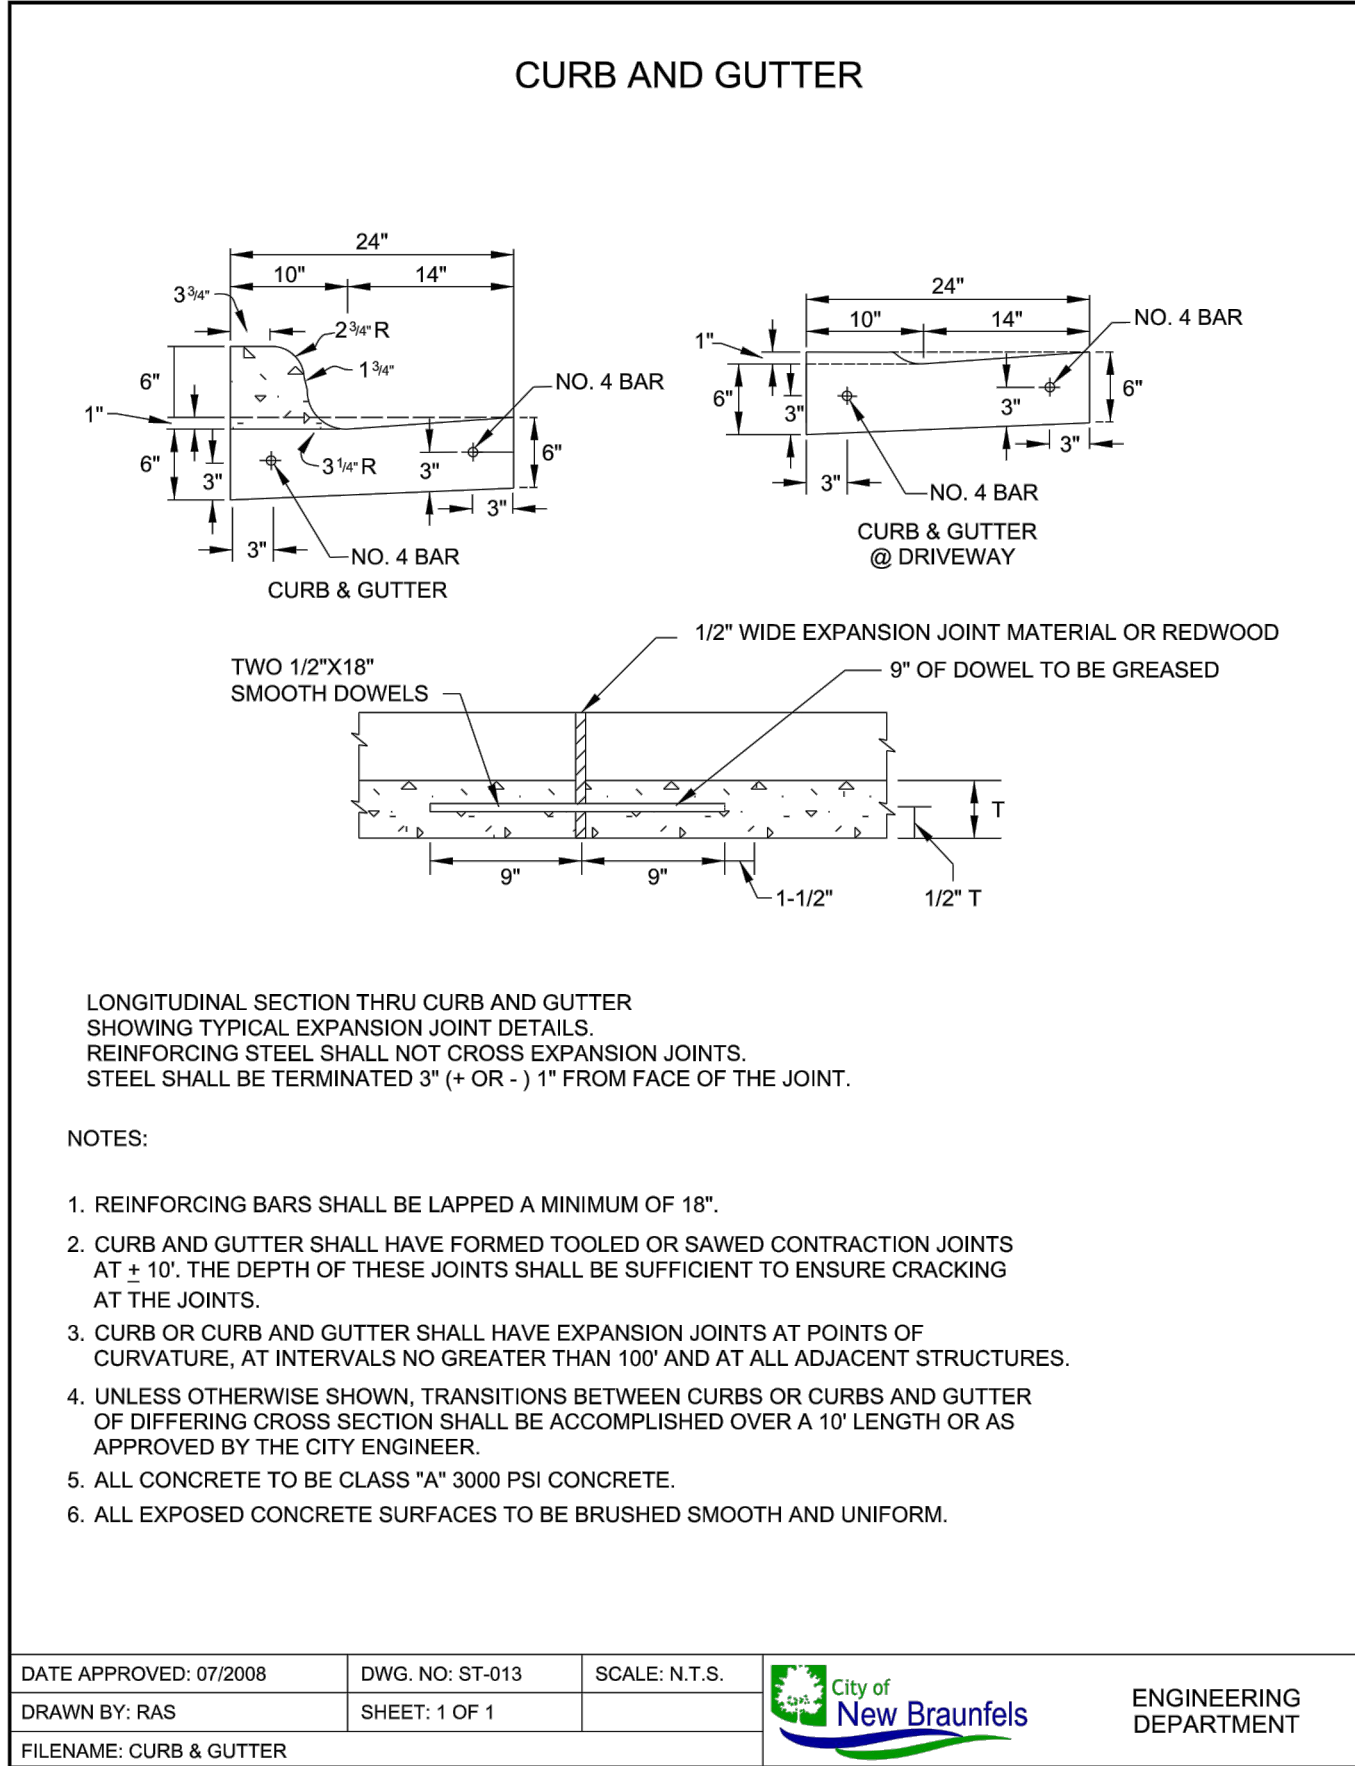 CURB AND GUTTER
24"
10"
14"
3 3/4"
2 3/4" R
1 3/4"
6"
1"
NO. 4 BAR
6"
3"
3 1/4" R
3"
6"
3"
3"
NO. 4 BAR
CURB & GUTTER
24"
10"
14"
NO. 4 BAR
1"
6"
3"
3"
6"
3"
3"
NO. 4 BAR
CURB & GUTTER
@ DRIVEWAY
1/2" WIDE EXPANSION JOINT MATERIAL OR REDWOOD
TWO 1/2"X18"
SMOOTH DOWELS
9" OF DOWEL TO BE GREASED
T
9"
9"
1-1/2"
1/2" T
LONGITUDINAL SECTION THRU CURB AND GUTTER
SHOWING TYPICAL EXPANSION JOINT DETAILS.
REINFORCING STEEL SHALL NOT CROSS EXPANSION JOINTS.
STEEL SHALL BE TERMINATED 3" (+ OR - ) 1" FROM FACE OF THE JOINT.
NOTES:
1. REINFORCING BARS SHALL BE LAPPED A MINIMUM OF 18".
2. CURB AND GUTTER SHALL HAVE FORMED TOOLED OR SAWED CONTRACTION JOINTS
AT ± 10'. THE DEPTH OF THESE JOINTS SHALL BE SUFFICIENT TO ENSURE CRACKING
AT THE JOINTS.
3. CURB OR CURB AND GUTTER SHALL HAVE EXPANSION JOINTS AT POINTS OF
CURVATURE, AT INTERVALS NO GREATER THAN 100' AND AT ALL ADJACENT STRUCTURES.
4. UNLESS OTHERWISE SHOWN, TRANSITIONS BETWEEN CURBS OR CURBS AND GUTTER
OF DIFFERING CROSS SECTION SHALL BE ACCOMPLISHED OVER A 10' LENGTH OR AS
APPROVED BY THE CITY ENGINEER.
5. ALL CONCRETE TO BE CLASS "A" 3000 PSI CONCRETE.
6. ALL EXPOSED CONCRETE SURFACES TO BE BRUSHED SMOOTH AND UNIFORM.
DATE APPROVED: 07/2008
DWG. NO: ST-013
SCALE: N.T.S.
DRAWN BY: RAS
SHEET: 1 OF 1
FILENAME: CURB & GUTTER
City of
New Braunfels
ENGINEERING
DEPARTMENT